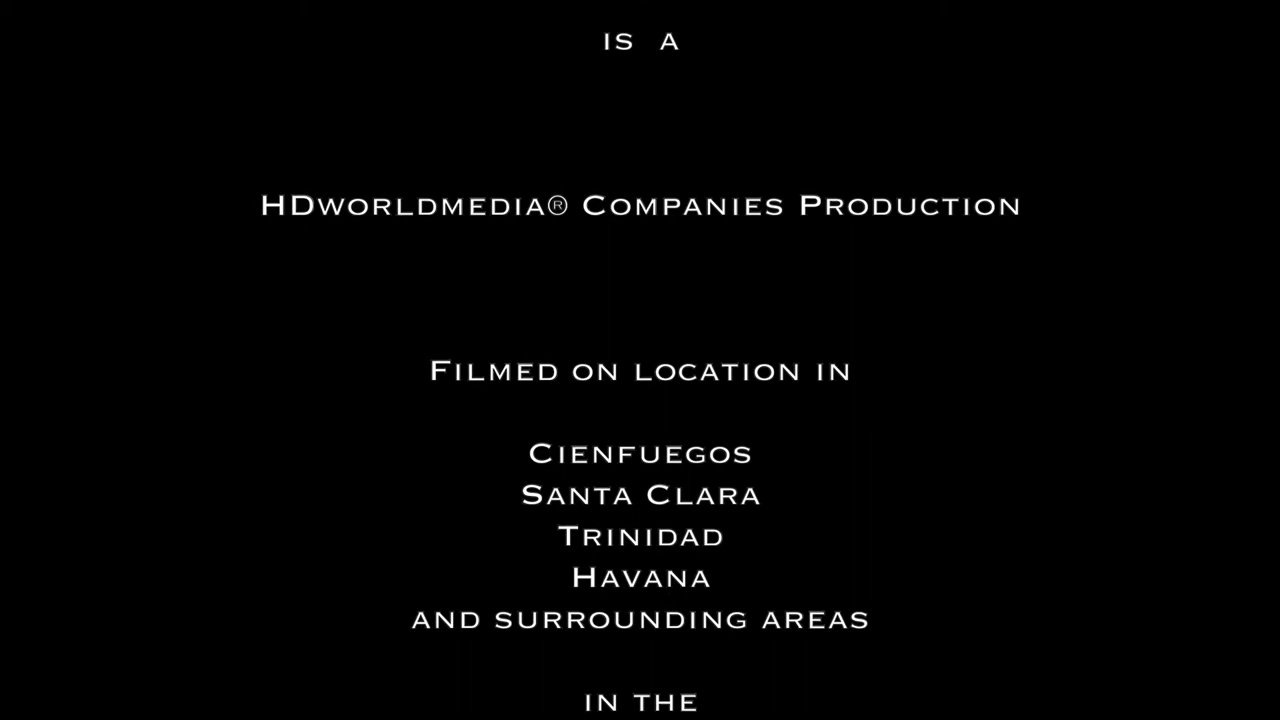 IS A
HDWORLDMEDIA® COMPANIES PRODUCTION
FILMED ON LOCATION IN
CIENFUEGOS
SANTA CLARA
TRINIDAD
HAVANA
AND SURROUNDING AREAS
IN THE